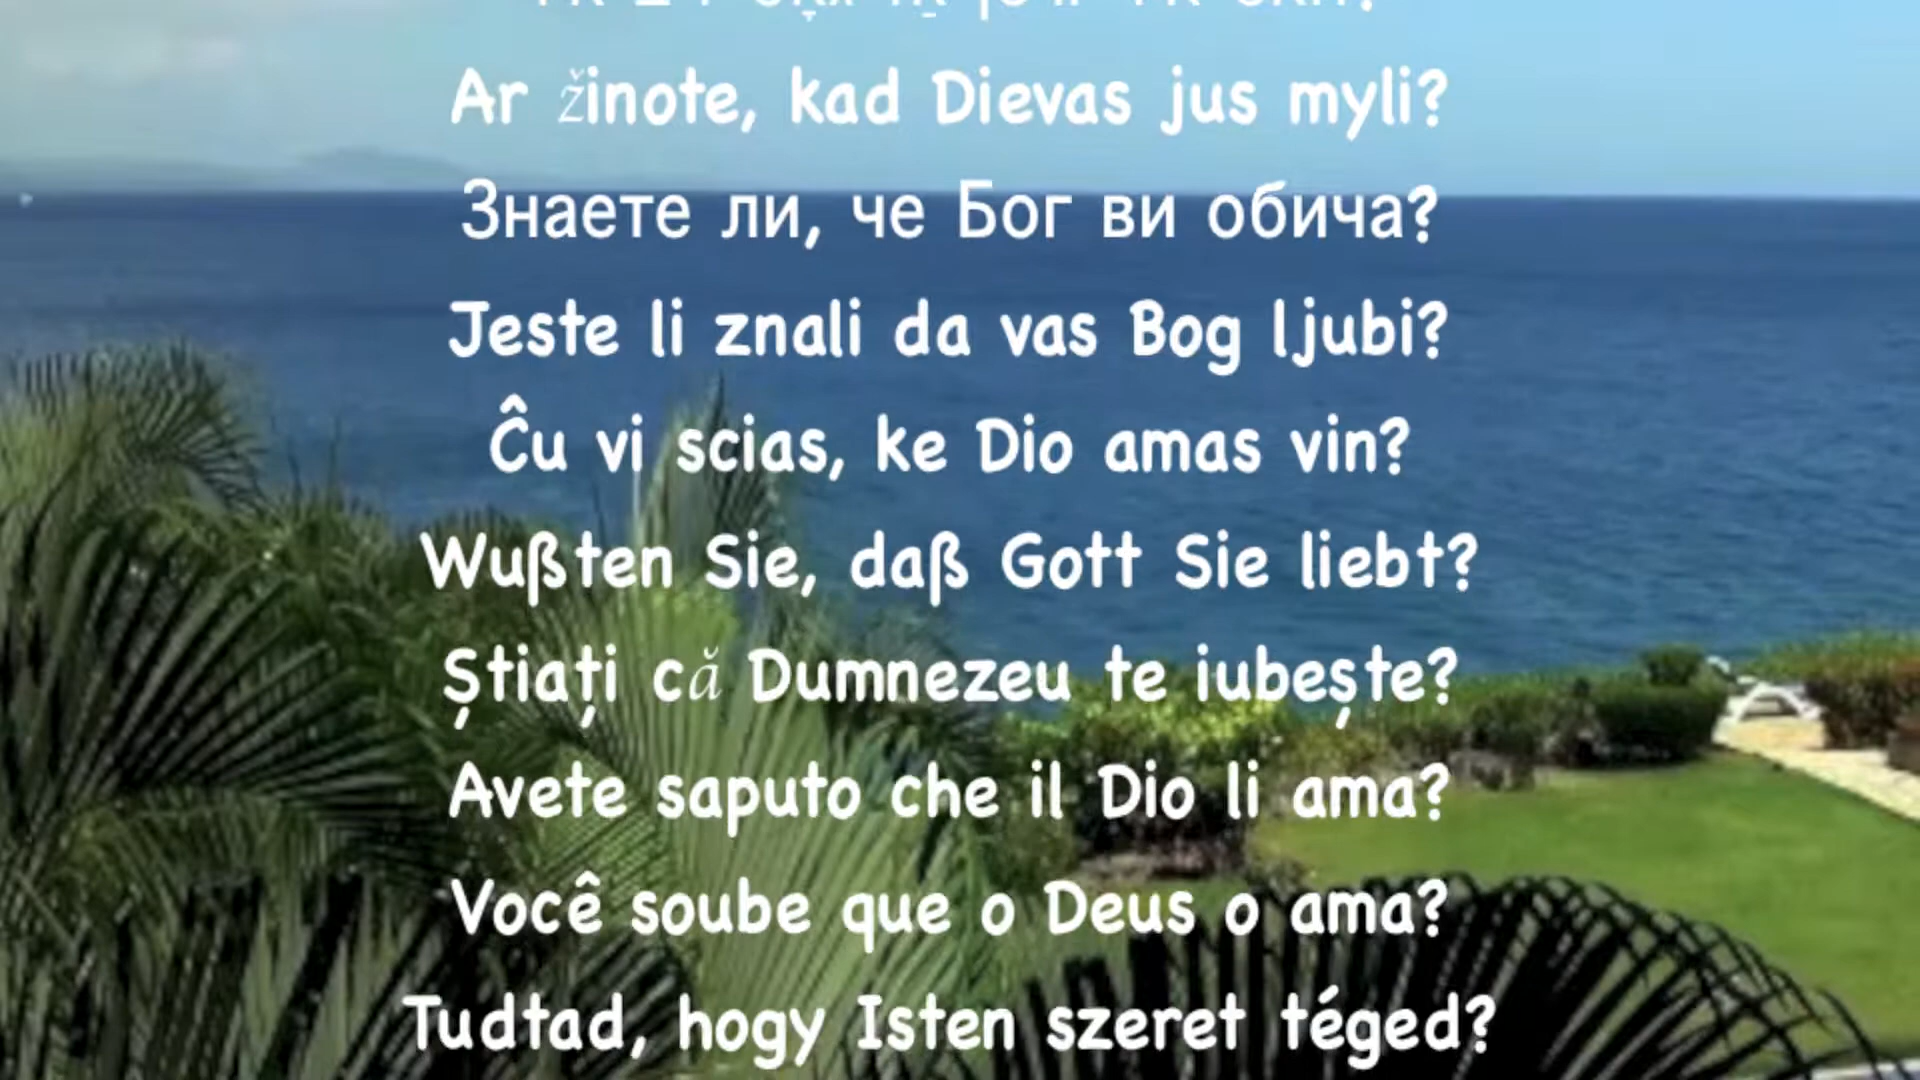 Ar žinote, kad Dievas jus myli?
Знаете ли, че Бог ви обича?
Jeste li znali da vas Bog ljubi?
Ĉu vi scias, ke Dio amas vin?
Wußten Sie, daß Gott Sie liebt?
Știați că Dumnezeu te iubește?
Avete saputo che il Dio li ama?
Você soube que o Deus o ama?
Tudtad, hogy Isten szeret téged?